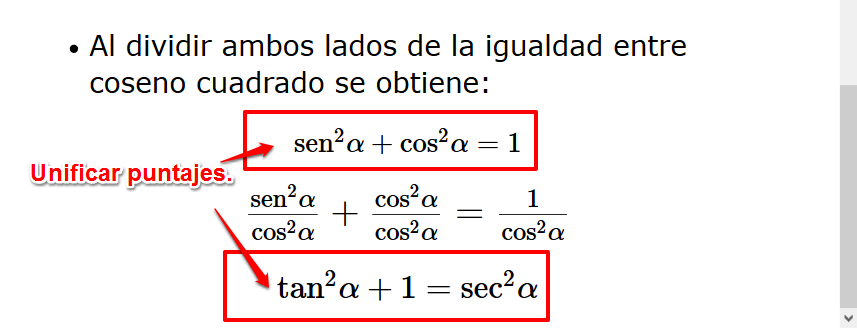 • Al dividir ambos lados de la igualdad entre
coseno cuadrado se obtiene:
sen²α + cos²α = 1
Unificar puntajes.
sen²α/cos²α + cos²α/cos²α = 1/cos²α
tan²α + 1 = sec²α